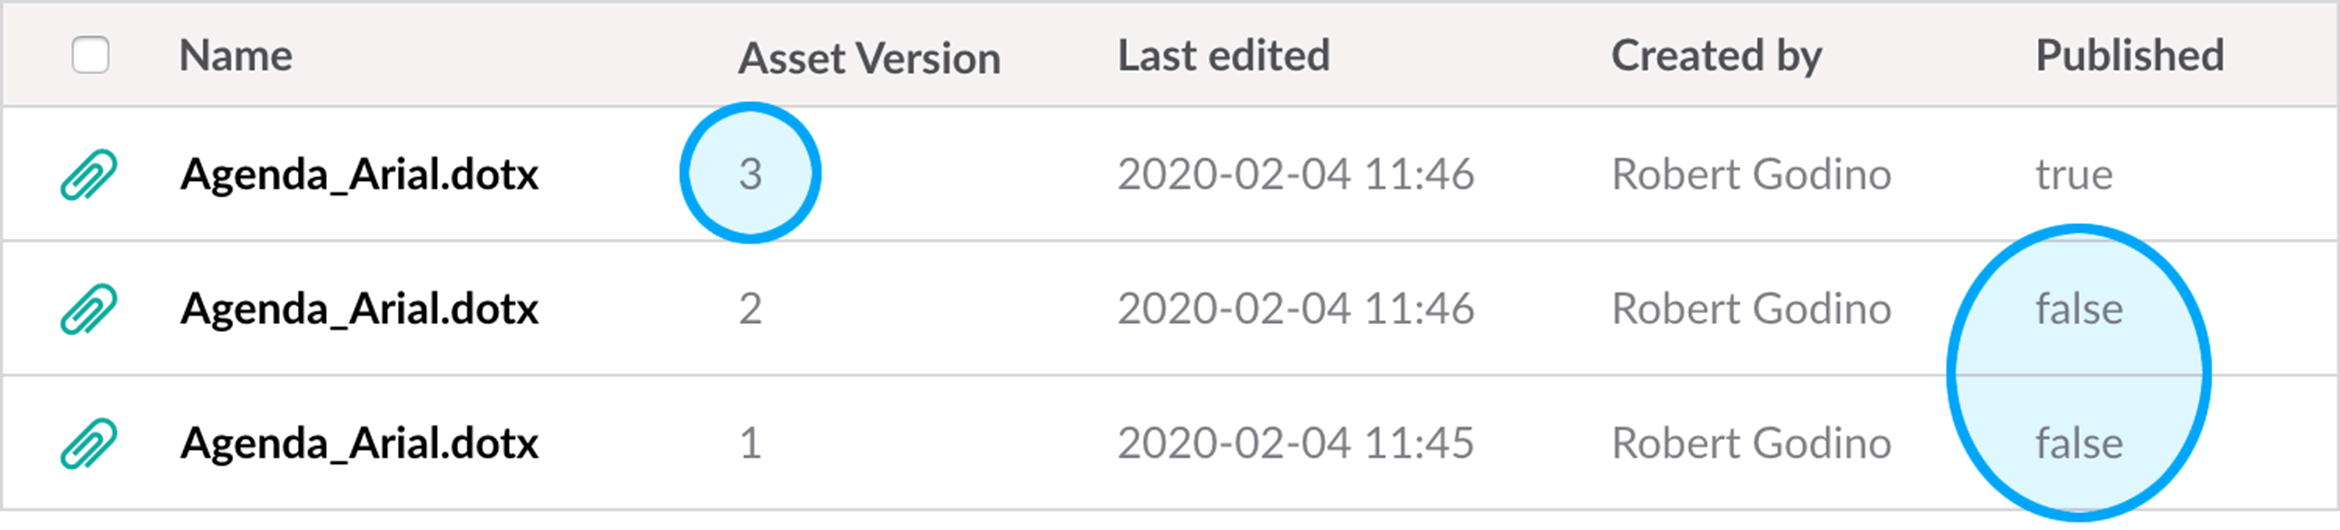 Name Asset Version Last edited Created by Published
Agenda_Arial.dotx 3 2020-02-04 11:46 Robert Godino true
Agenda_Arial.dotx 2 2020-02-04 11:46 Robert Godino false
Agenda_Arial.dotx 1 2020-02-04 11:45 Robert Godino false